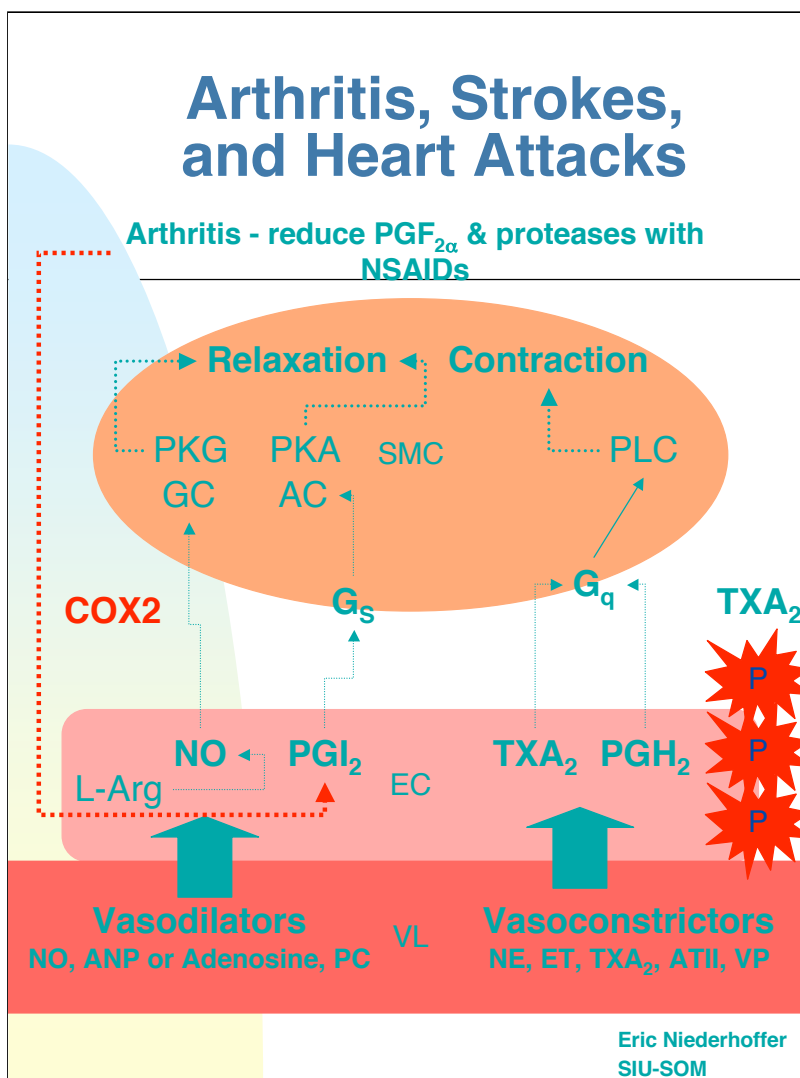 Arthritis, Strokes,
and Heart Attacks
Arthritis - reduce PGF2α & proteases with
NSAIDs
Relaxation Contraction
PKG PKA SMC PLC
GC AC
COX2 GS Gq TXA2
P
NO PGI2 TXA2 PGH2 P
L-Arg EC
P
Vasodilators VL Vasoconstrictors
NO, ANP or Adenosine, PC NE, ET, TXA2, ATII, VP
Eric Niederhoffer
SIU-SOM